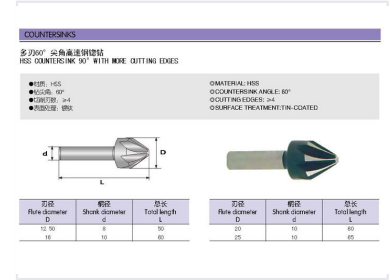 COUNTERSINKS
多刃60° 尖角高速钢锪钻
HSS COUNTERSINK 90° WITH MORE CUTTING EDGES
●材质: HSS
●钻尖角: 60°
●切削刃数: ≥4
●表面处理: 镀钛
⊙MATERIAL: HSS
⊙COUNTERSINK ANGLE: 60°
⊙CUTTING EDGES: ≥4
⊙SURFACE TREATMENT:TiN-COATED
d
D
L
刃径 柄径 总长
Flute diameter Shank diameter Total length
D d L
12.50 8 50
16 10 60
刃径 柄径 总长
Flute diameter Shank diameter Total length
D d L
20 10 60
25 10 65